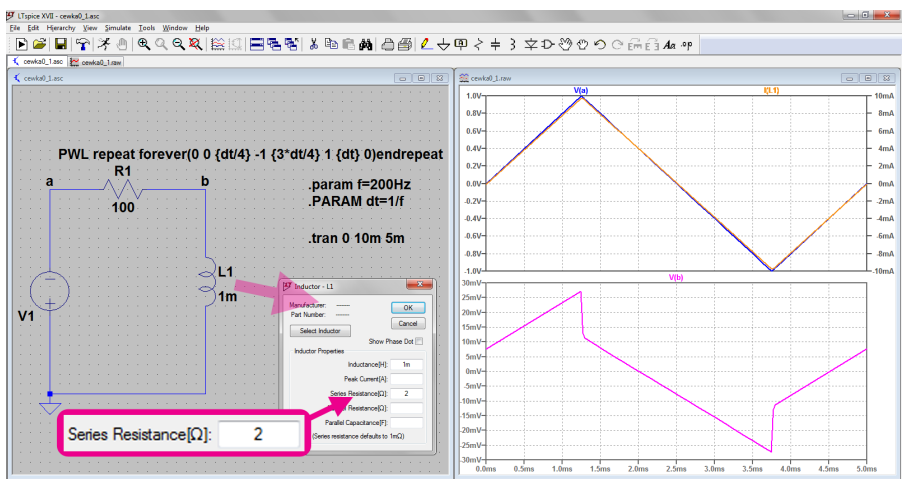 LTspice XVII - cewka0_1.asc
File Edit Hierarchy View Simulate Tools Window Help
Aa .op
cewka0_1.asc cewka0_1.raw
cewka0_1.asc
PWL repeat forever(0 0 {dt/4} -1 {3*dt/4} 1 {dt} 0)endrepeat
R1
a b
100
.param f=200Hz
.PARAM dt=1/f
.tran 0 10m 5m
L1
1m
V1
Inductor - L1
Manufacturer: ----
Part Number: ----
OK
Select Inductor
Cancel
Show Phase Dot
Inductor Properties
Inductance[H]: 1m
Peak Current[A]:
Series Resistance[Ω]: 2
Resistance[Ω]:
Parallel Capacitance[F]:
(Series resistance defaults to 1mΩ)
Series Resistance[Ω]: 2
cewka0_1.raw
V(a) I(L1)
1.0V 10mA
0.8V 8mA
0.6V 6mA
0.4V 4mA
0.2V 2mA
0.0V 0mA
-0.2V -2mA
-0.4V -4mA
-0.6V -6mA
-0.8V -8mA
-1.0V -10mA
V(b)
30mV
25mV
20mV
15mV
10mV
5mV
0mV
-5mV
-10mV
-15mV
-20mV
-25mV
-30mV
0.0ms 0.5ms 1.0ms 1.5ms 2.0ms 2.5ms 3.0ms 3.5ms 4.0ms 4.5ms 5.0ms